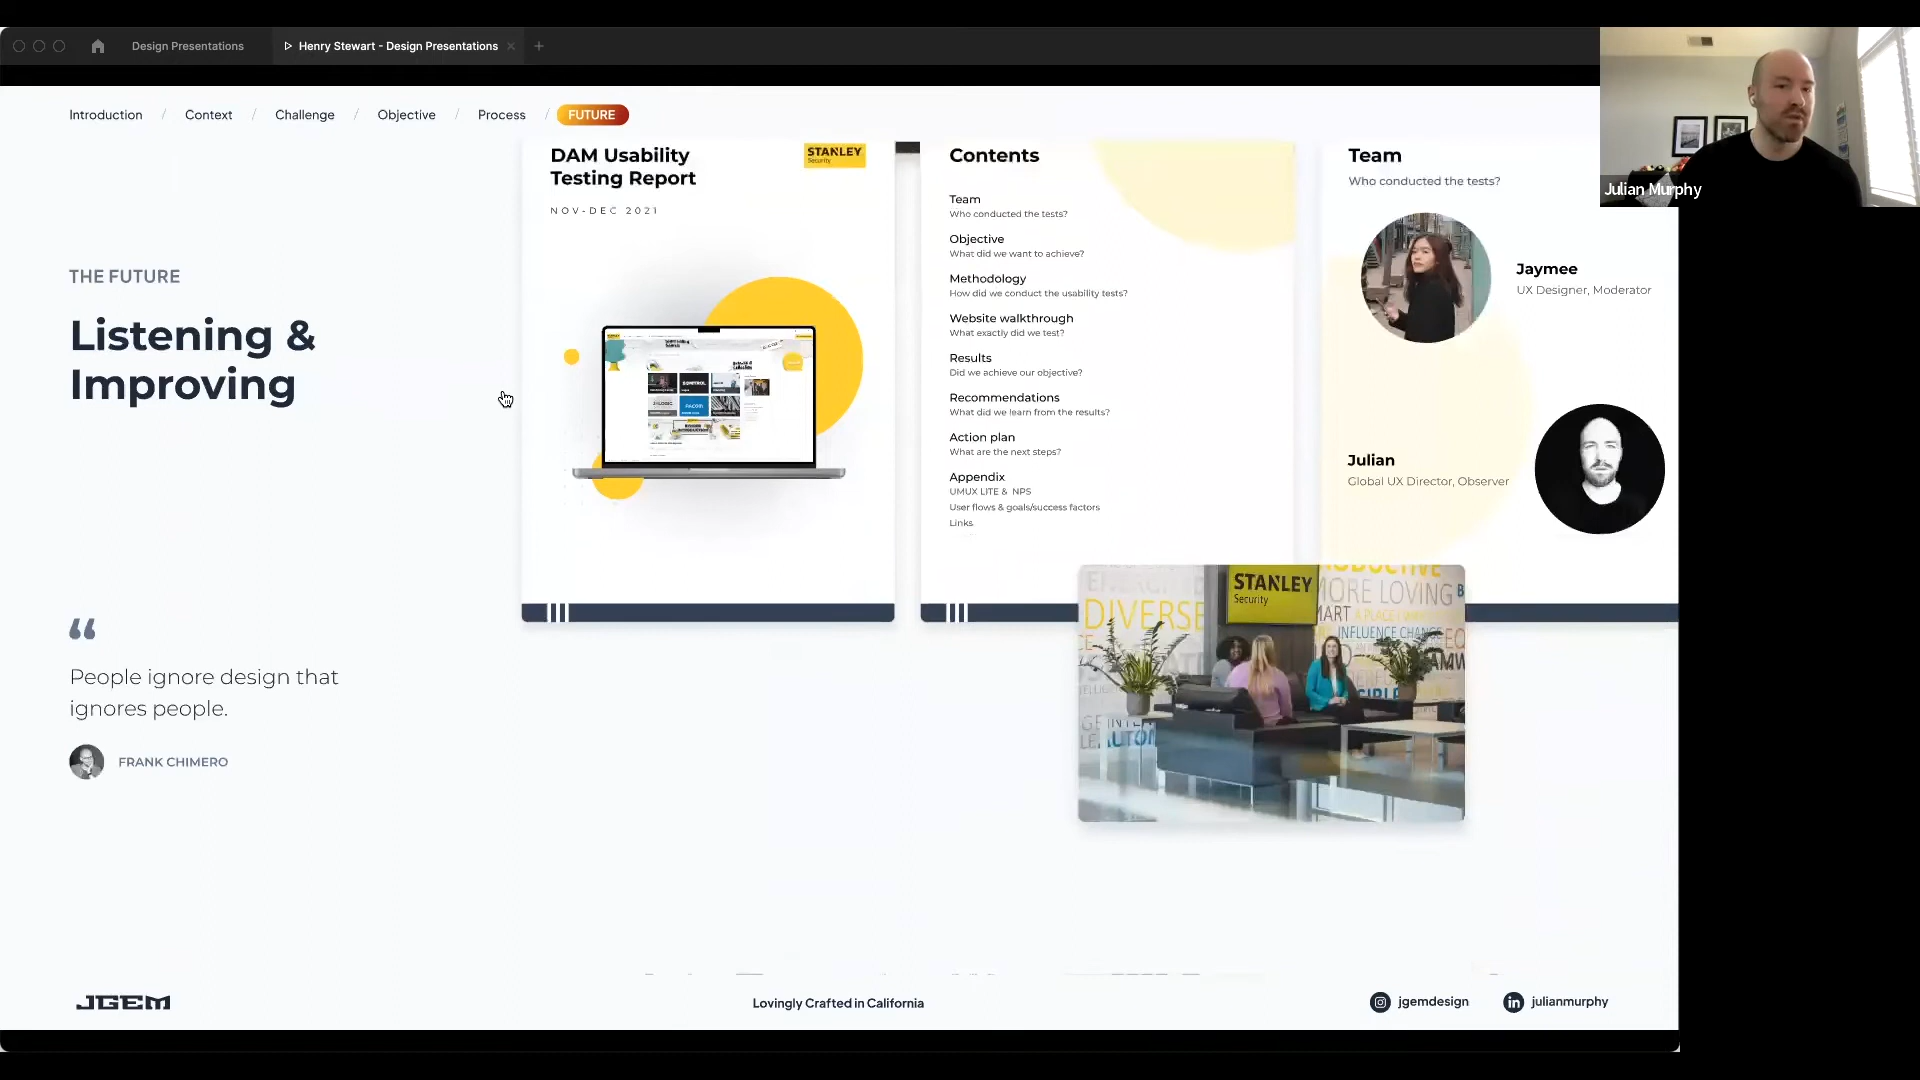 Design Presentations
Henry Stewart - Design Presentations
Introduction / Context / Challenge / Objective / Process / FUTURE
THE FUTURE
Listening &
Improving
“
People ignore design that
ignores people.
FRANK CHIMERO
DAM Usability
Testing Report
STANLEY
Security
NOV-DEC 2021
Contents
Team
Who conducted the tests?
Objective
What did we want to achieve?
Methodology
How did we conduct the usability tests?
Website walkthrough
What exactly did we test?
Results
Did we achieve our objective?
Recommendations
What did we learn from the results?
Action plan
What are the next steps?
Appendix
UMUX LITE & NPS
User flows & goals/success factors
Links
Team
Who conducted the tests?
Jaymee
UX Designer, Moderator
Julian
Global UX Director, Observer
STANLEY
Security
DIVERSE
MORE LOVING
INFLUENCE CHANGE
Julian Murphy
JGEM
Lovingly Crafted in California
jgemdesign
julianmurphy